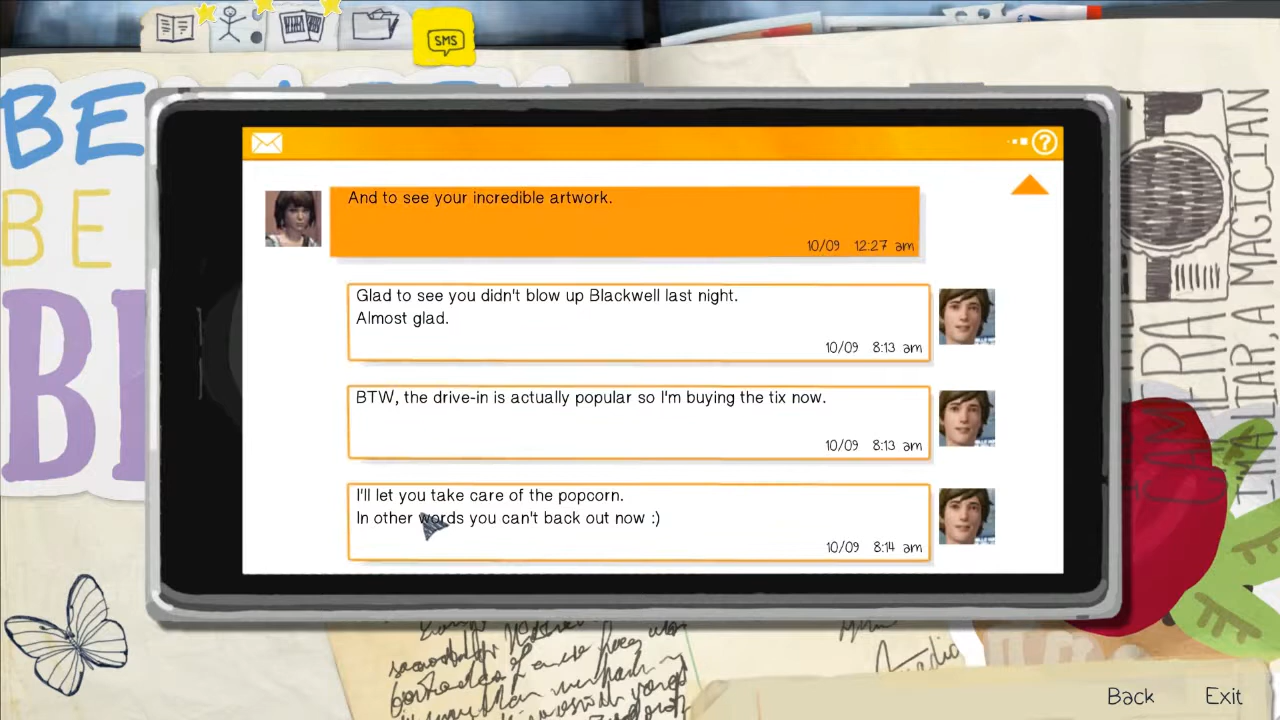 SMS
BE
BE
And to see your incredible artwork.
10/09 12:27 am
Glad to see you didn't blow up Blackwell last night.
Almost glad.
10/09 8:13 am
BTW, the drive-in is actually popular so I'm buying the tix now.
10/09 8:13 am
I'll let you take care of the popcorn.
In other words you can't back out now :)
10/09 8:14 am
A MAGICIAN
Back
Exit